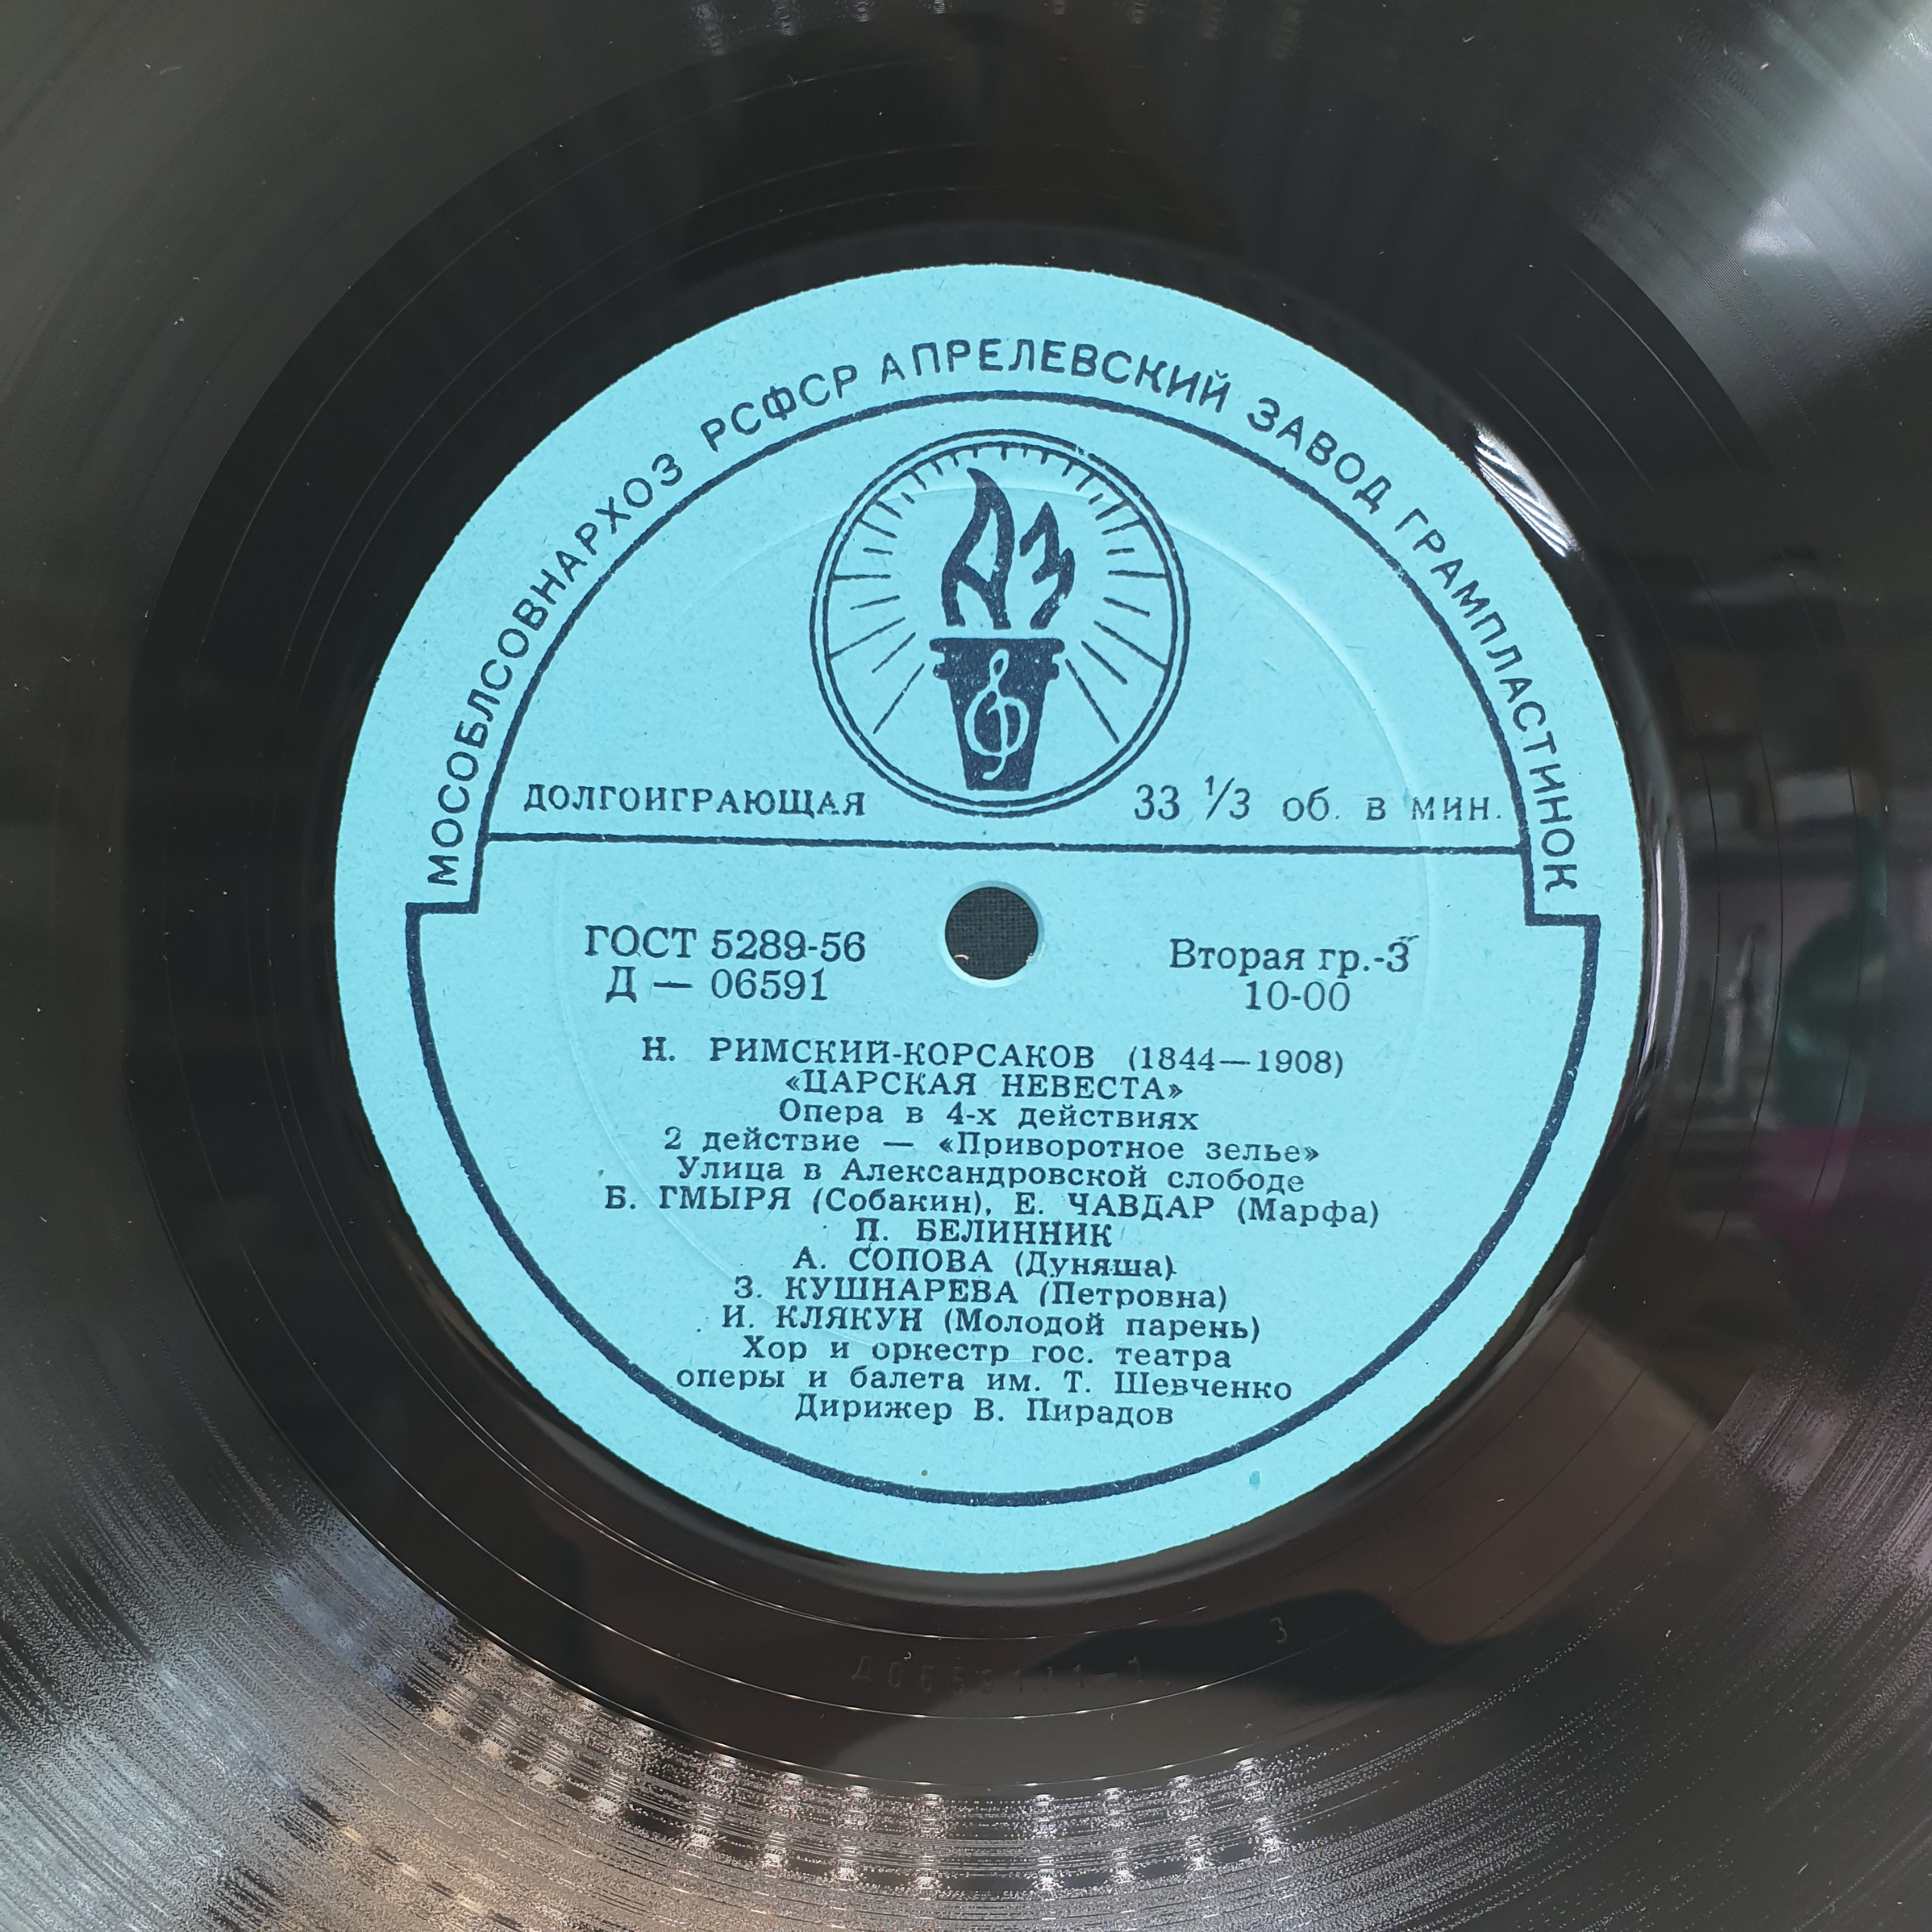 МОСОБЛСОВНАРХОЗ РСФСР АПРЕЛЕВСКИЙ ЗАВОД ГРАМПЛАСТИНОК
АЗ
ДОЛГОИГРАЮЩАЯ 33 1/3 об. в мин.
ГОСТ 5289-56 Вторая гр.-3
Д — 06591 10-00
Н. РИМСКИЙ-КОРСАКОВ (1844—1908)
«ЦАРСКАЯ НЕВЕСТА»
Опера в 4-х действиях
2 действие — «Приворотное зелье»
Улица в Александровской слободе
Б. ГМЫРЯ (Собакин), Е. ЧАВДАР (Марфа)
П. БЕЛИННИК
А. СОПОВА (Дуняша)
З. КУШНАРЕВА (Петровна)
И. КЛЯКУН (Молодой парень)
Хор и оркестр гос. театра
оперы и балета им. Т. Шевченко
Дирижер В. Пирадов
3